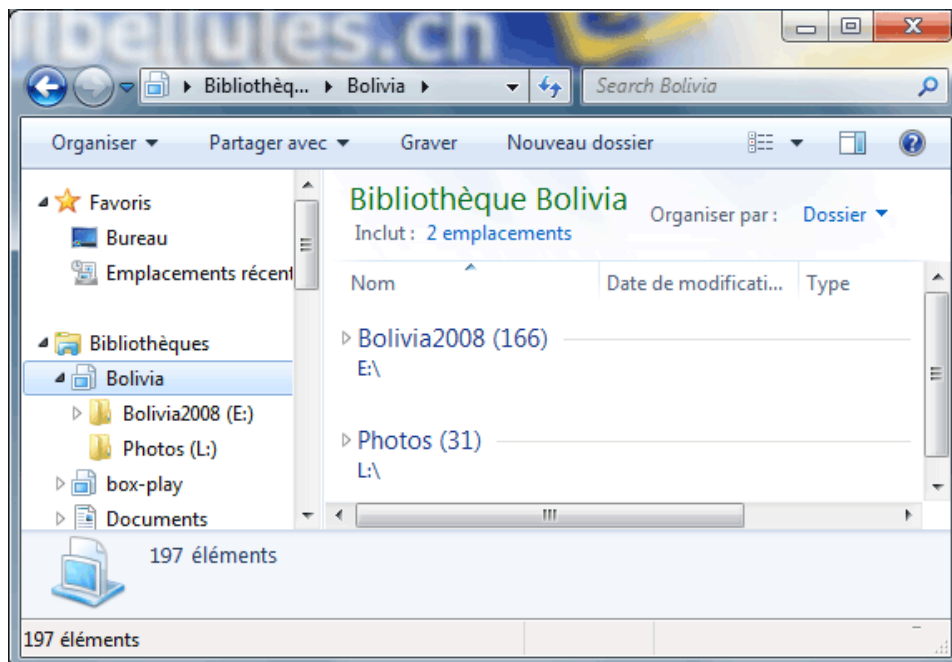 ibellules.ch
Bibliothèq... Bolivia Search Bolivia
Organiser Partager avec Graver Nouveau dossier
Favoris
Bureau
Emplacements récent
Bibliothèques
Bolivia
Bolivia2008 (E:)
Photos (L:)
box-play
Documents
Bibliothèque Bolivia
Inclut : 2 emplacements
Organiser par : Dossier
Nom Date de modificati... Type
Bolivia2008 (166)
E:\
Photos (31)
L:\
197 éléments
197 éléments